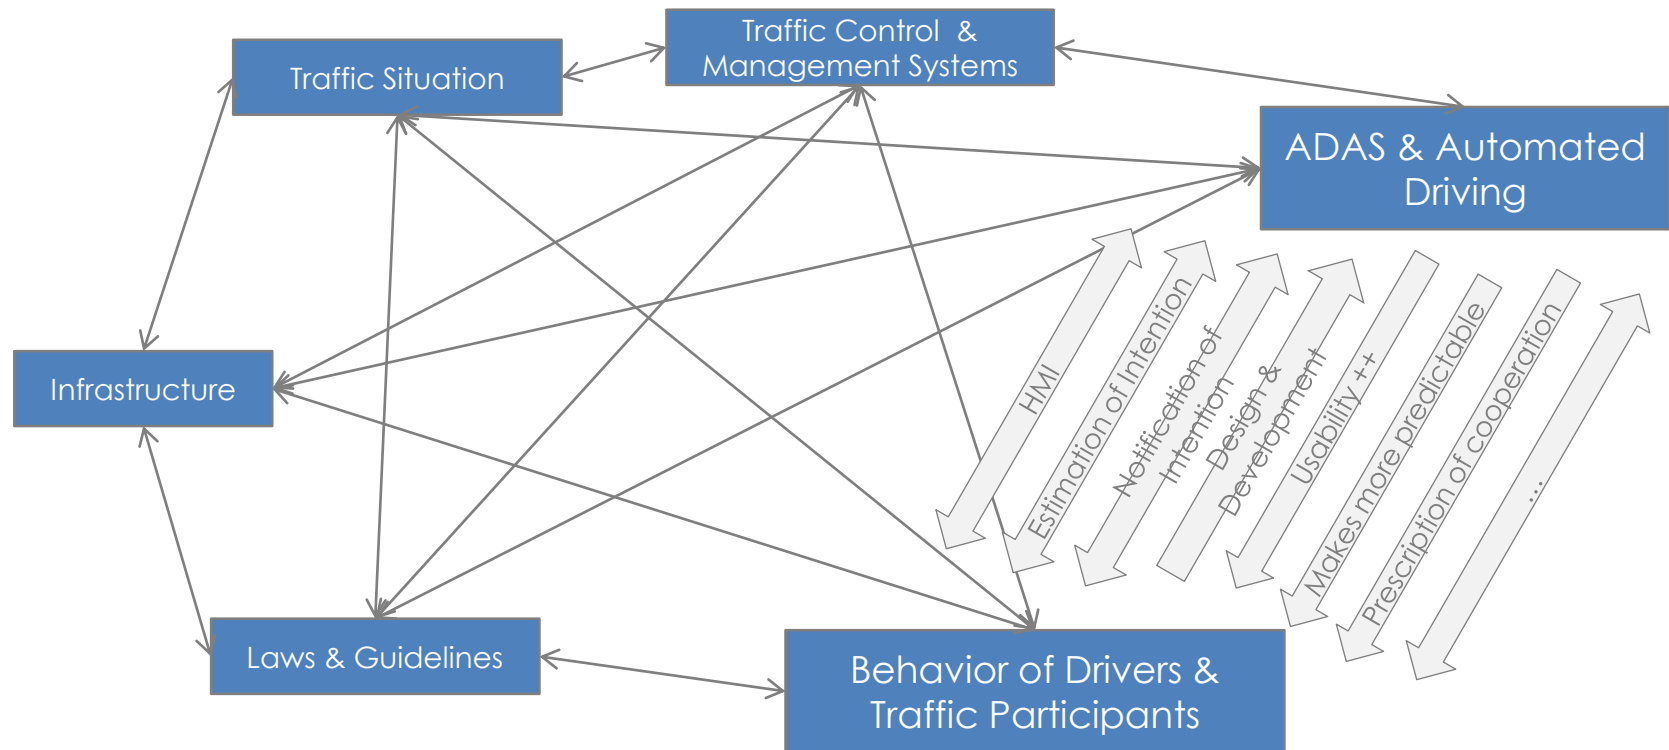 Traffic Control &
Management Systems
Traffic Situation
ADAS & Automated
Driving
Infrastructure
HMI
Estimation of Intention
Notification of
Intention
Design &
Development
Usability ++
Makes more predictable
Prescription of cooperation
...
Laws & Guidelines
Behavior of Drivers &
Traffic Participants